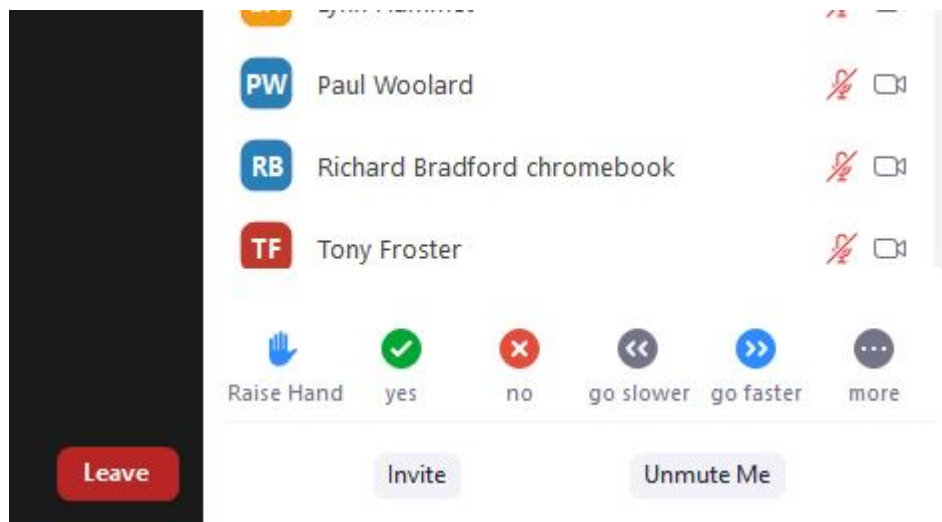 PW Paul Woolard
RB Richard Bradford chromebook
TF Tony Froster
Raise Hand yes no go slower go faster more
Leave Invite Unmute Me